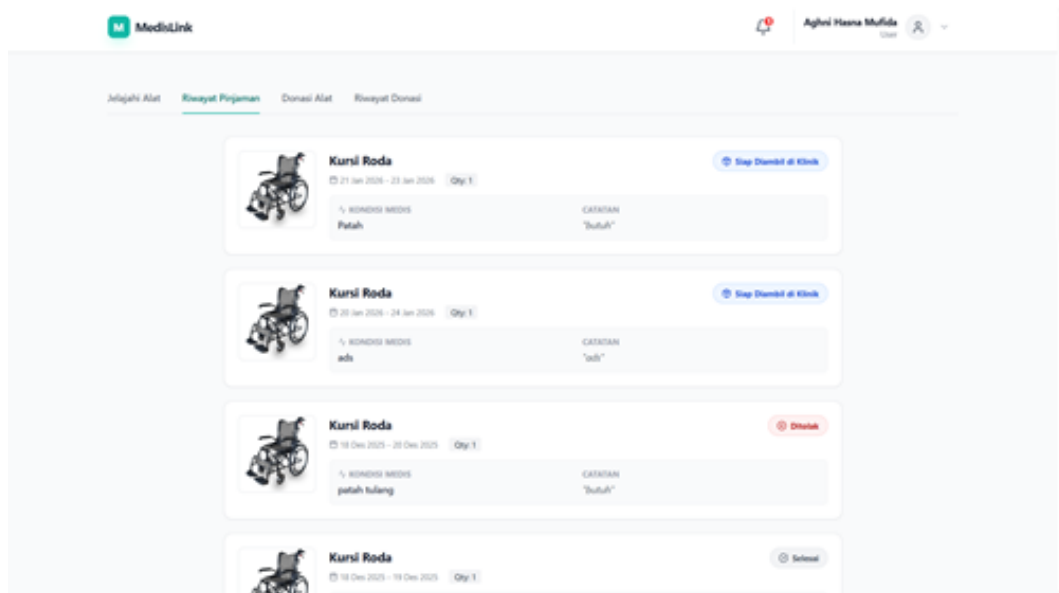 M MedisLink
1
Aghni Hasna Mufida
User
Jelajahi Alat Riwayat Pinjaman Donasi Alat Riwayat Donasi
Kursi Roda
Siap Diambil di Klinik
21 Jan 2026 - 23 Jan 2026 Qty: 1
KONDISI MEDIS CATATAN
Patah "butuh"
Kursi Roda
Siap Diambil di Klinik
20 Jan 2026 - 24 Jan 2026 Qty: 1
KONDISI MEDIS CATATAN
ads "ads"
Kursi Roda
Ditolak
18 Des 2025 - 20 Des 2025 Qty: 1
KONDISI MEDIS CATATAN
patah tulang "butuh"
Kursi Roda
Selesai
18 Des 2025 - 19 Des 2025 Qty: 1